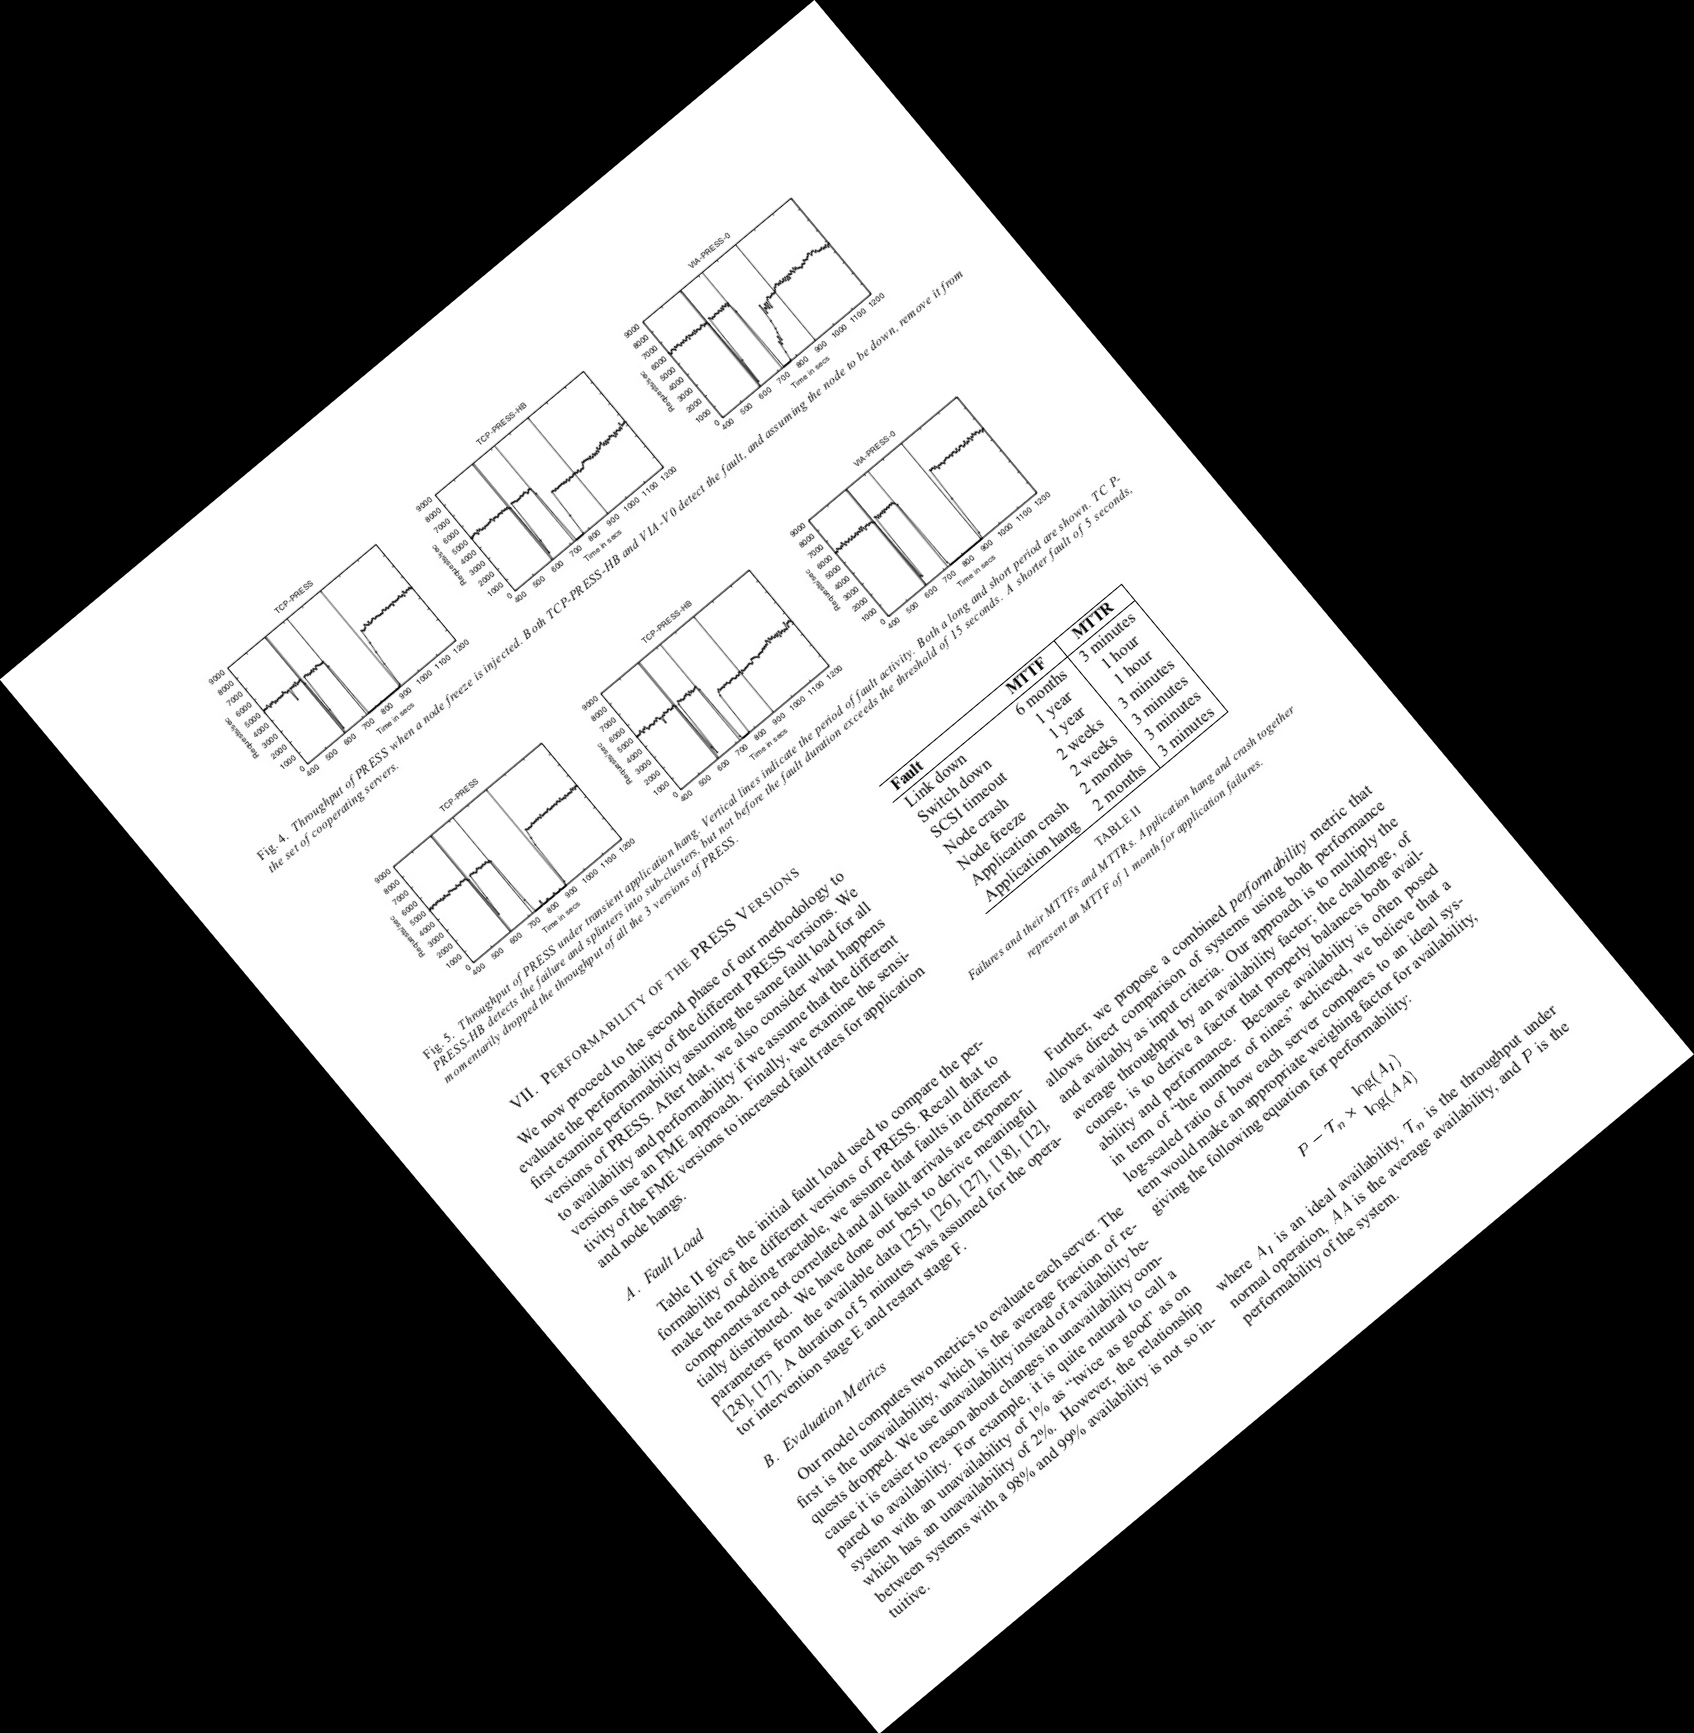 TCP-PRESS
TCP-PRESS-HB
VIA-PRESS-0
9000
8000
7000
6000
5000
4000
3000
2000
1000
0
Requests/sec
400 500 600 700 800 900 1000 1100 1200
Time in secs
9000
8000
7000
6000
5000
4000
3000
2000
1000
0
Requests/sec
400 500 600 700 800 900 1000 1100 1200
Time in secs
9000
8000
7000
6000
5000
4000
3000
2000
1000
0
Requests/sec
400 500 600 700 800 900 1000 1100 1200
Time in secs
Fig. 4. Throughput of PRESS when a node freeze is injected. Both TCP-PRESS-HB and VIA-V0 detect the fault, and assuming the node to be down, remove it from
the set of cooperating servers.
TCP-PRESS
TCP-PRESS-HB
VIA-PRESS-0
9000
8000
7000
6000
5000
4000
3000
2000
1000
0
Requests/sec
400 500 600 700 800 900 1000 1100 1200
Time in secs
9000
8000
7000
6000
5000
4000
3000
2000
1000
0
Requests/sec
400 500 600 700 800 900 1000 1100 1200
Time in secs
9000
8000
7000
6000
5000
4000
3000
2000
1000
0
Requests/sec
400 500 600 700 800 900 1000 1100 1200
Time in secs
Fig. 5. Throughput of PRESS under transient application hang. Vertical lines indicate the period of fault activity. Both a long and short period are shown. TCP-
PRESS-HB detects the failure and splinters into sub-clusters, but not before the fault duration exceeds the threshold of 15 seconds. A shorter fault of 5 seconds,
momentarily dropped the throughput of all the 3 versions of PRESS.
VII. PERFORMABILITY OF THE PRESS VERSIONS
We now proceed to the second phase of our methodology to
evaluate the performability of the different PRESS versions. We
first examine performability assuming the same fault load for all
versions of PRESS. After that, we also consider what happens
to availability and performability if we assume that the different
versions use an FME approach. Finally, we examine the sensi-
tivity of the FME versions to increased fault rates for application
and node hangs.
A. Fault Load
Table II gives the initial fault load used to compare the per-
formability of the different versions of PRESS. Recall that to
make the modeling tractable, we assume that faults in different
components are not correlated and all fault arrivals are exponen-
tially distributed. We have done our best to derive meaningful
parameters from the available data [25], [26], [27], [18], [12],
[28], [17]. A duration of 5 minutes was assumed for the opera-
tor intervention stage E and restart stage F.
B. Evaluation Metrics
Our model computes two metrics to evaluate each server. The
first is the unavailability, which is the average fraction of re-
quests dropped. We use unavailability instead of availability be-
cause it is easier to reason about changes in unavailability com-
pared to availability. For example, it is quite natural to call a
system with an unavailability of 1% as “twice as good” as on
which has an unavailability of 2%. However, the relationship
between systems with a 98% and 99% availability is not so in-
tuitive.
Fault MTTF MTTR
Link down 6 months 3 minutes
Switch down 1 year 1 hour
SCSI timeout 1 year 1 hour
Node crash 2 weeks 3 minutes
Node freeze 2 weeks 3 minutes
Application crash 2 months 3 minutes
Application hang 2 months 3 minutes
TABLE II
Failures and their MTTFs and MTTRs. Application hang and crash together
represent an MTTF of 1 month for application failures.
Further, we propose a combined performability metric that
allows direct comparison of systems using both performance
and availably as input criteria. Our approach is to multiply the
average throughput by an availability factor; the challenge, of
course, is to derive a factor that properly balances both avail-
ability and performance. Because availability is often posed
in term of “the number of nines” achieved, we believe that a
log-scaled ratio of how each server compares to an ideal sys-
tem would make an appropriate weighing factor for availability,
giving the following equation for performability:
P = Tn × log(AI) / log(AA)
where AI is an ideal availability, Tn is the throughput under
normal operation, AA is the average availability, and P is the
performability of the system.